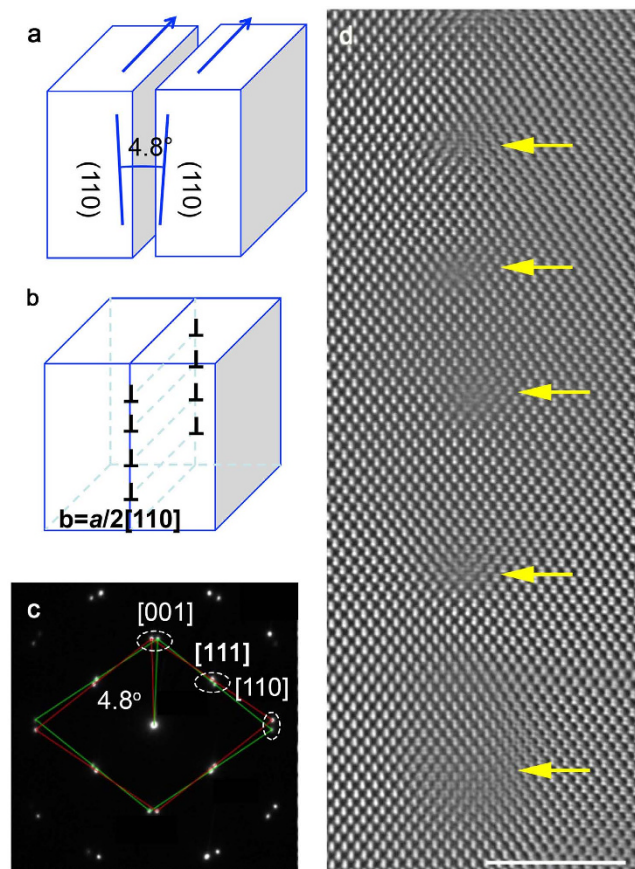 a
4.8°
(110)
(110)
b
b=a/2[110]
c
[001]
[111]
[110]
4.8°
d